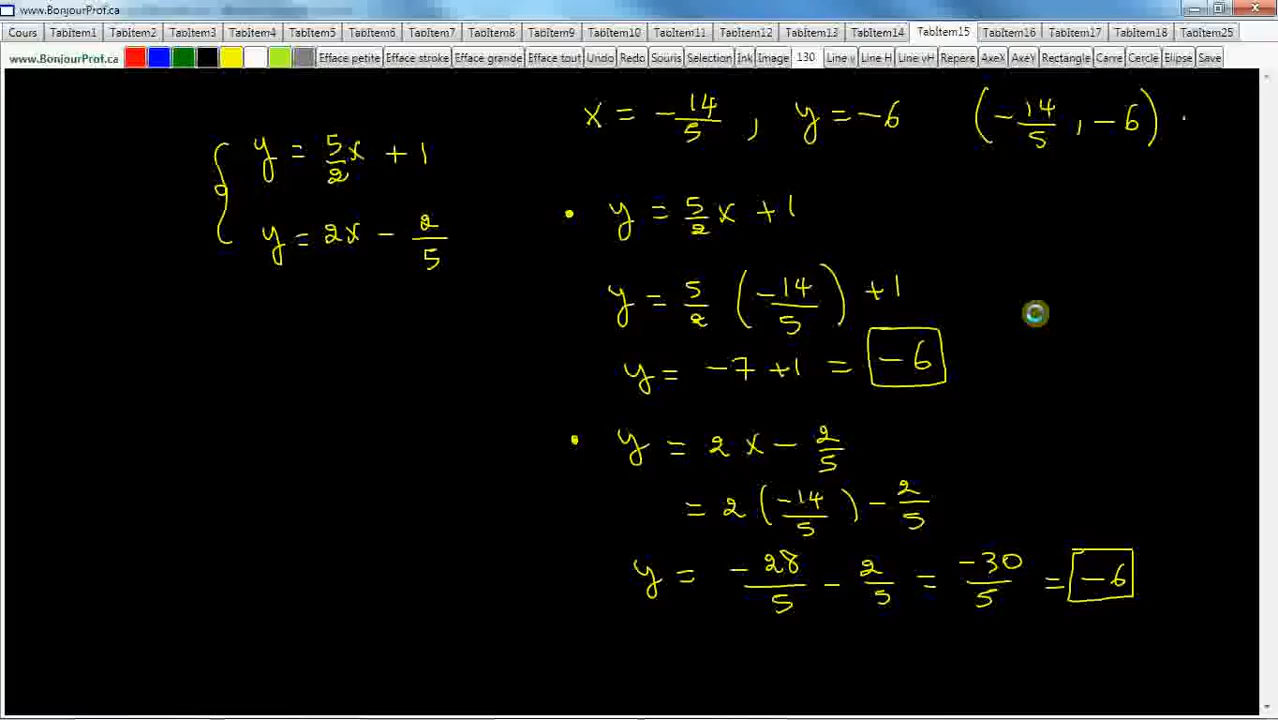 www.BonjourProf.ca
Cours TabItem1 TabItem2 TabItem3 TabItem4 TabItem5 TabItem6 TabItem7 TabItem8 TabItem9 TabItem10 TabItem11 TabItem12 TabItem13 TabItem14 TabItem15 TabItem16 TabItem17 TabItem18 TabItem25
www.BonjourProf.ca Efface petite Efface stroke Efface grande Efface tout Undo Redo Souris Selection Ink Image 130 Line v Line H Line vH Repere AxeX AxeY Rectangle Carre Cercle Elipse Save
x = -14/5 , y = -6 (-14/5 , -6)
{ y = 5/2 x + 1
y = 2x - 2/5
• y = 5/2 x + 1
y = 5/2 (-14/5) + 1
y = -7 + 1 = -6
• y = 2x - 2/5
= 2(-14/5) - 2/5
y = -28/5 - 2/5 = -30/5 = -6